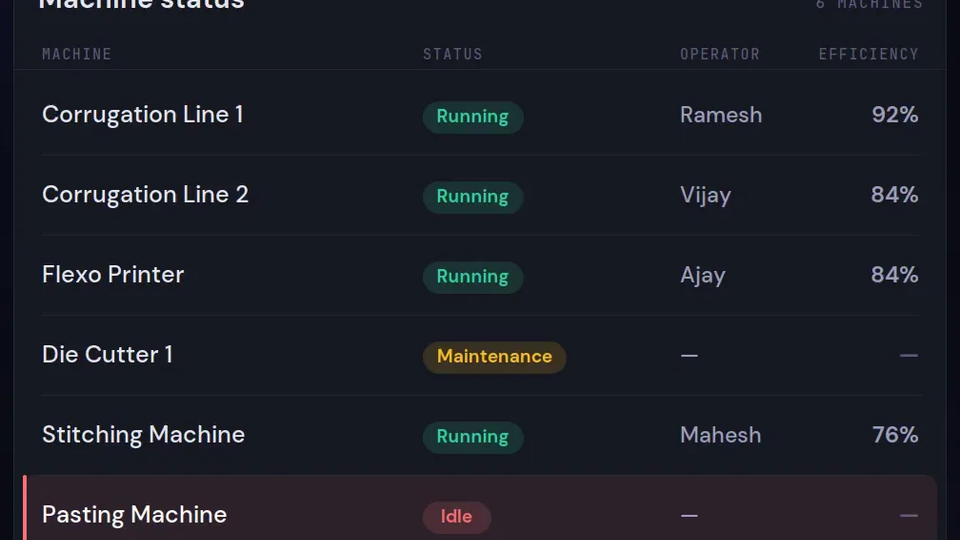 Machine status 6 MACHINES
MACHINE STATUS OPERATOR EFFICIENCY
Corrugation Line 1 Running Ramesh 92%
Corrugation Line 2 Running Vijay 84%
Flexo Printer Running Ajay 84%
Die Cutter 1 Maintenance — —
Stitching Machine Running Mahesh 76%
Pasting Machine Idle — —